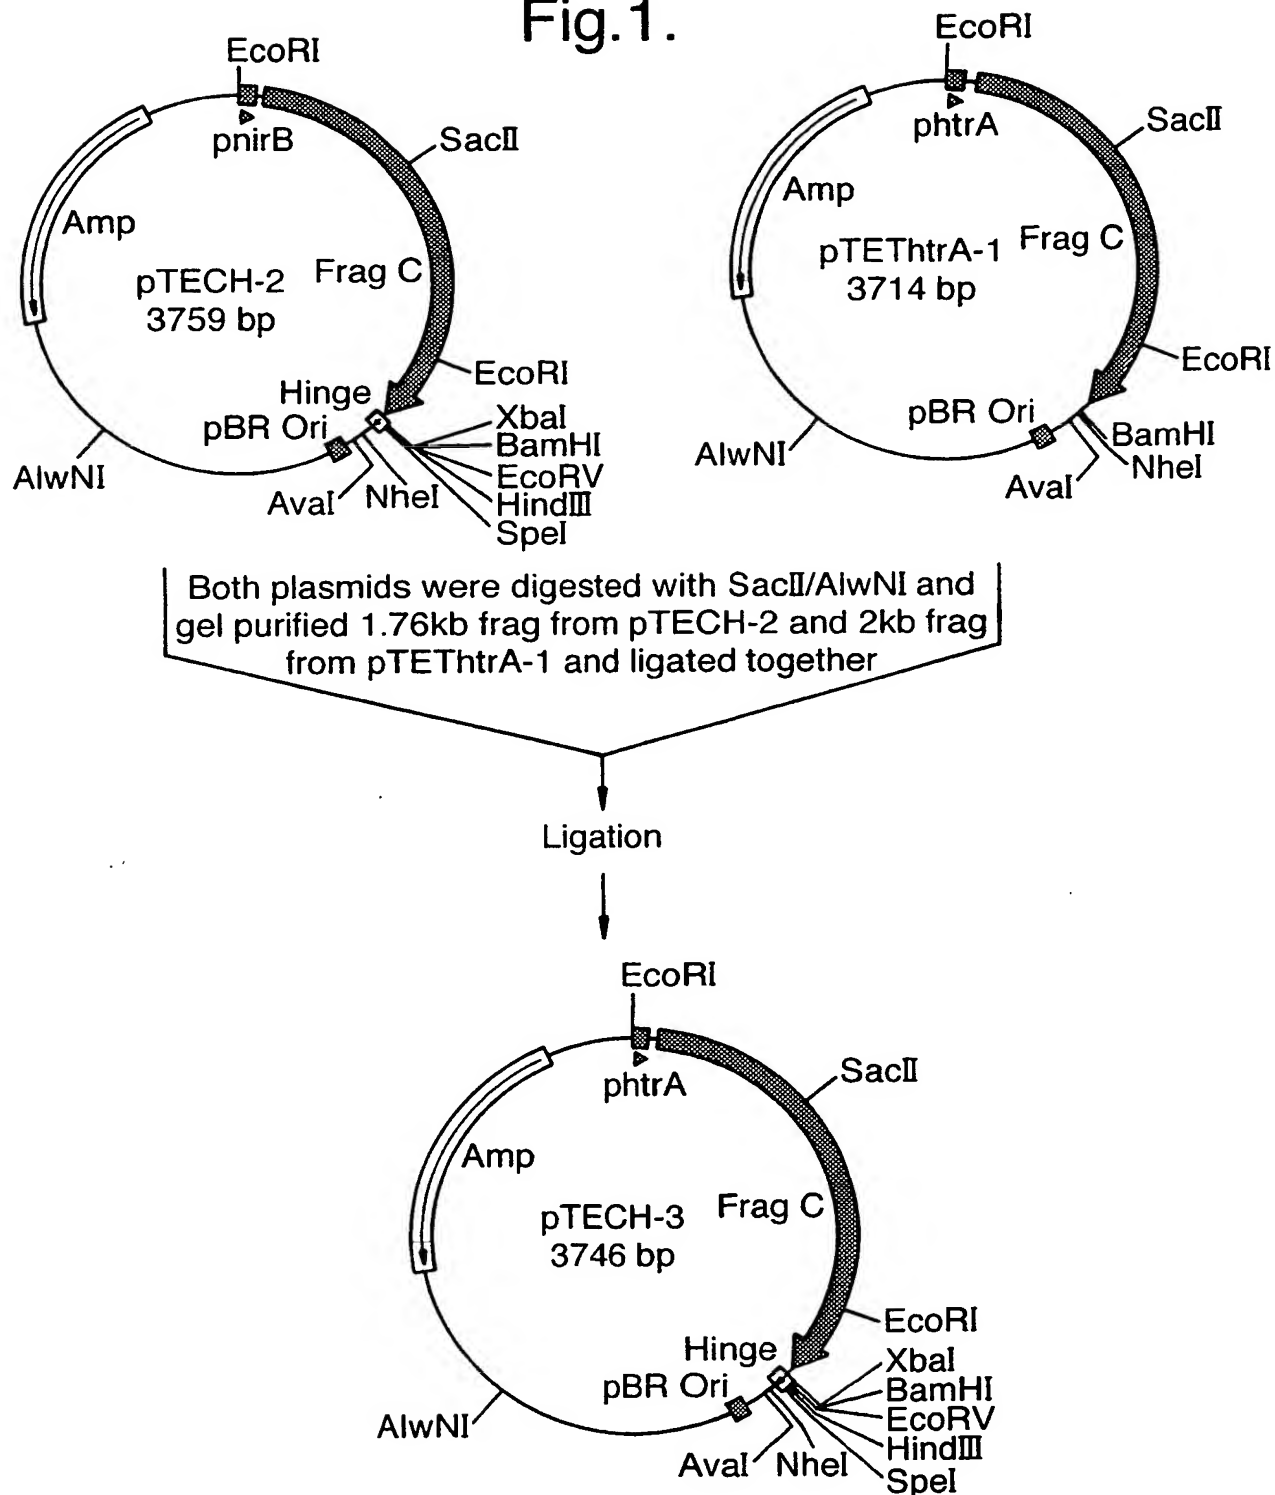 Fig.1.
EcoRI
pnirB
SacII
Amp
pTECH-2
3759 bp
Frag C
EcoRI
Hinge
pBR Ori
XbaI
BamHI
EcoRV
HindIII
SpeI
NheI
AvaI
AlwNI
EcoRI
phtrA
SacII
Amp
pTEThtrA-1
3714 bp
Frag C
EcoRI
pBR Ori
BamHI
NheI
AvaI
AlwNI
Both plasmids were digested with SacII/AlwNI and
gel purified 1.76kb frag from pTECH-2 and 2kb frag
from pTEThtrA-1 and ligated together
Ligation
EcoRI
phtrA
SacII
Amp
pTECH-3
3746 bp
Frag C
EcoRI
Hinge
pBR Ori
XbaI
BamHI
EcoRV
HindIII
SpeI
NheI
AvaI
AlwNI